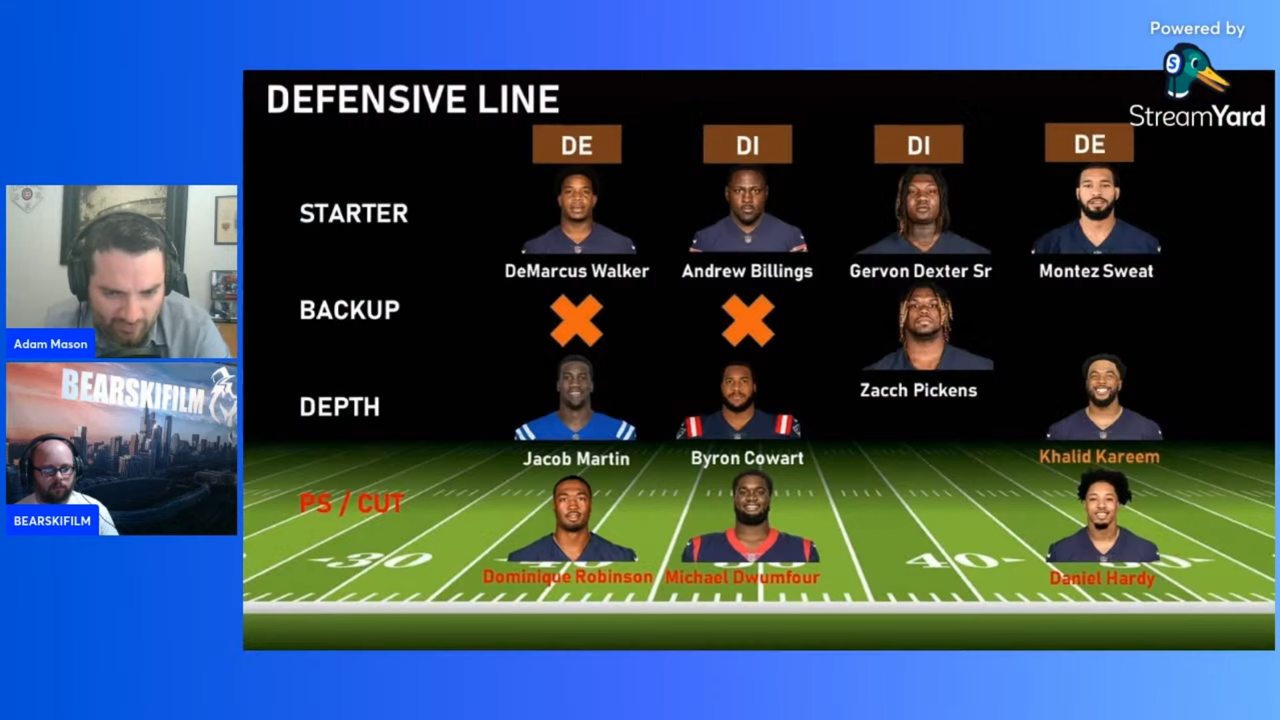 Powered by
StreamYard
DEFENSIVE LINE
DE
DI
DI
DE
STARTER
DeMarcus Walker
Andrew Billings
Gervon Dexter Sr
Montez Sweat
BACKUP
Zacch Pickens
DEPTH
Jacob Martin
Byron Cowart
Khalid Kareem
PS / CUT
Dominique Robinson
Michael Dwumfour
Daniel Hardy
30
40
Adam Mason
BEARSKIFILM
BEARSKIFILM